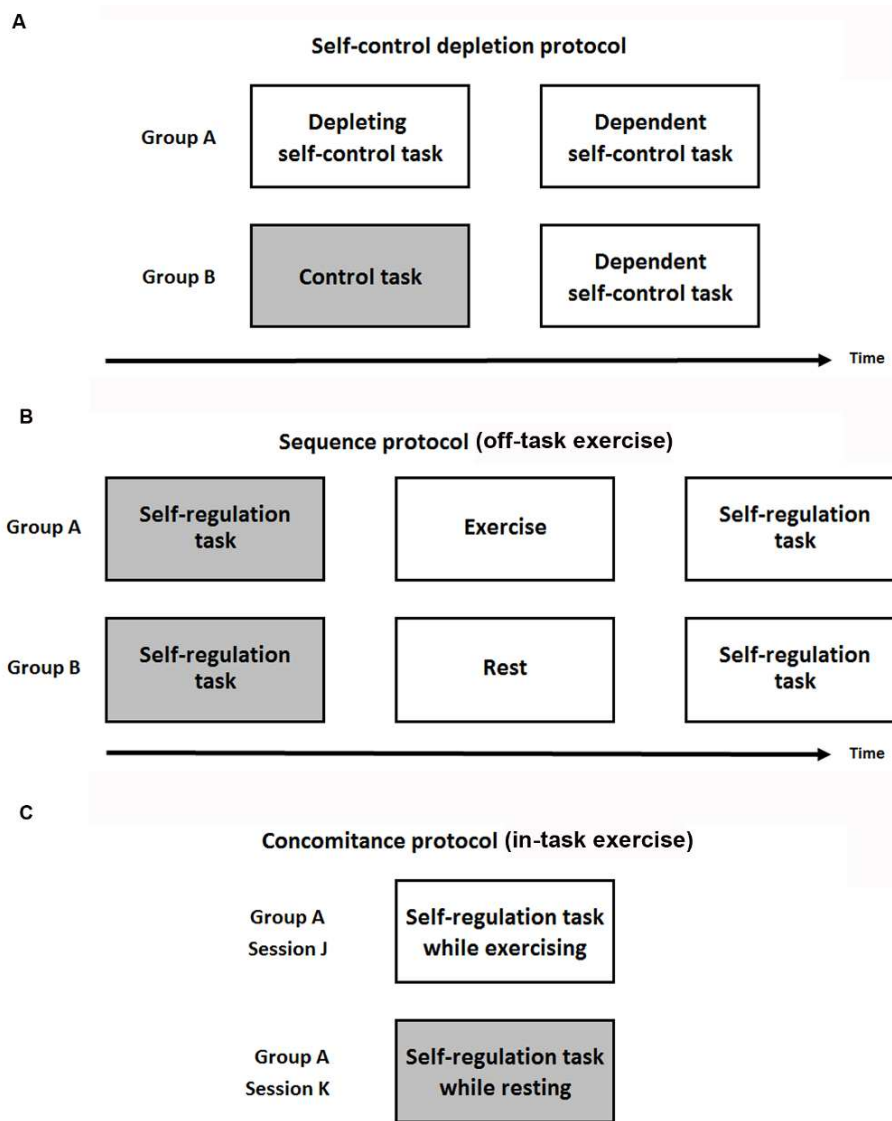 A
Self-control depletion protocol
Group A
Depleting
self-control task
Dependent
self-control task
Group B
Control task
Dependent
self-control task
Time
B
Sequence protocol (off-task exercise)
Group A
Self-regulation
task
Exercise
Self-regulation
task
Group B
Self-regulation
task
Rest
Self-regulation
task
Time
C
Concomitance protocol (in-task exercise)
Group A
Session J
Self-regulation task
while exercising
Group A
Session K
Self-regulation task
while resting